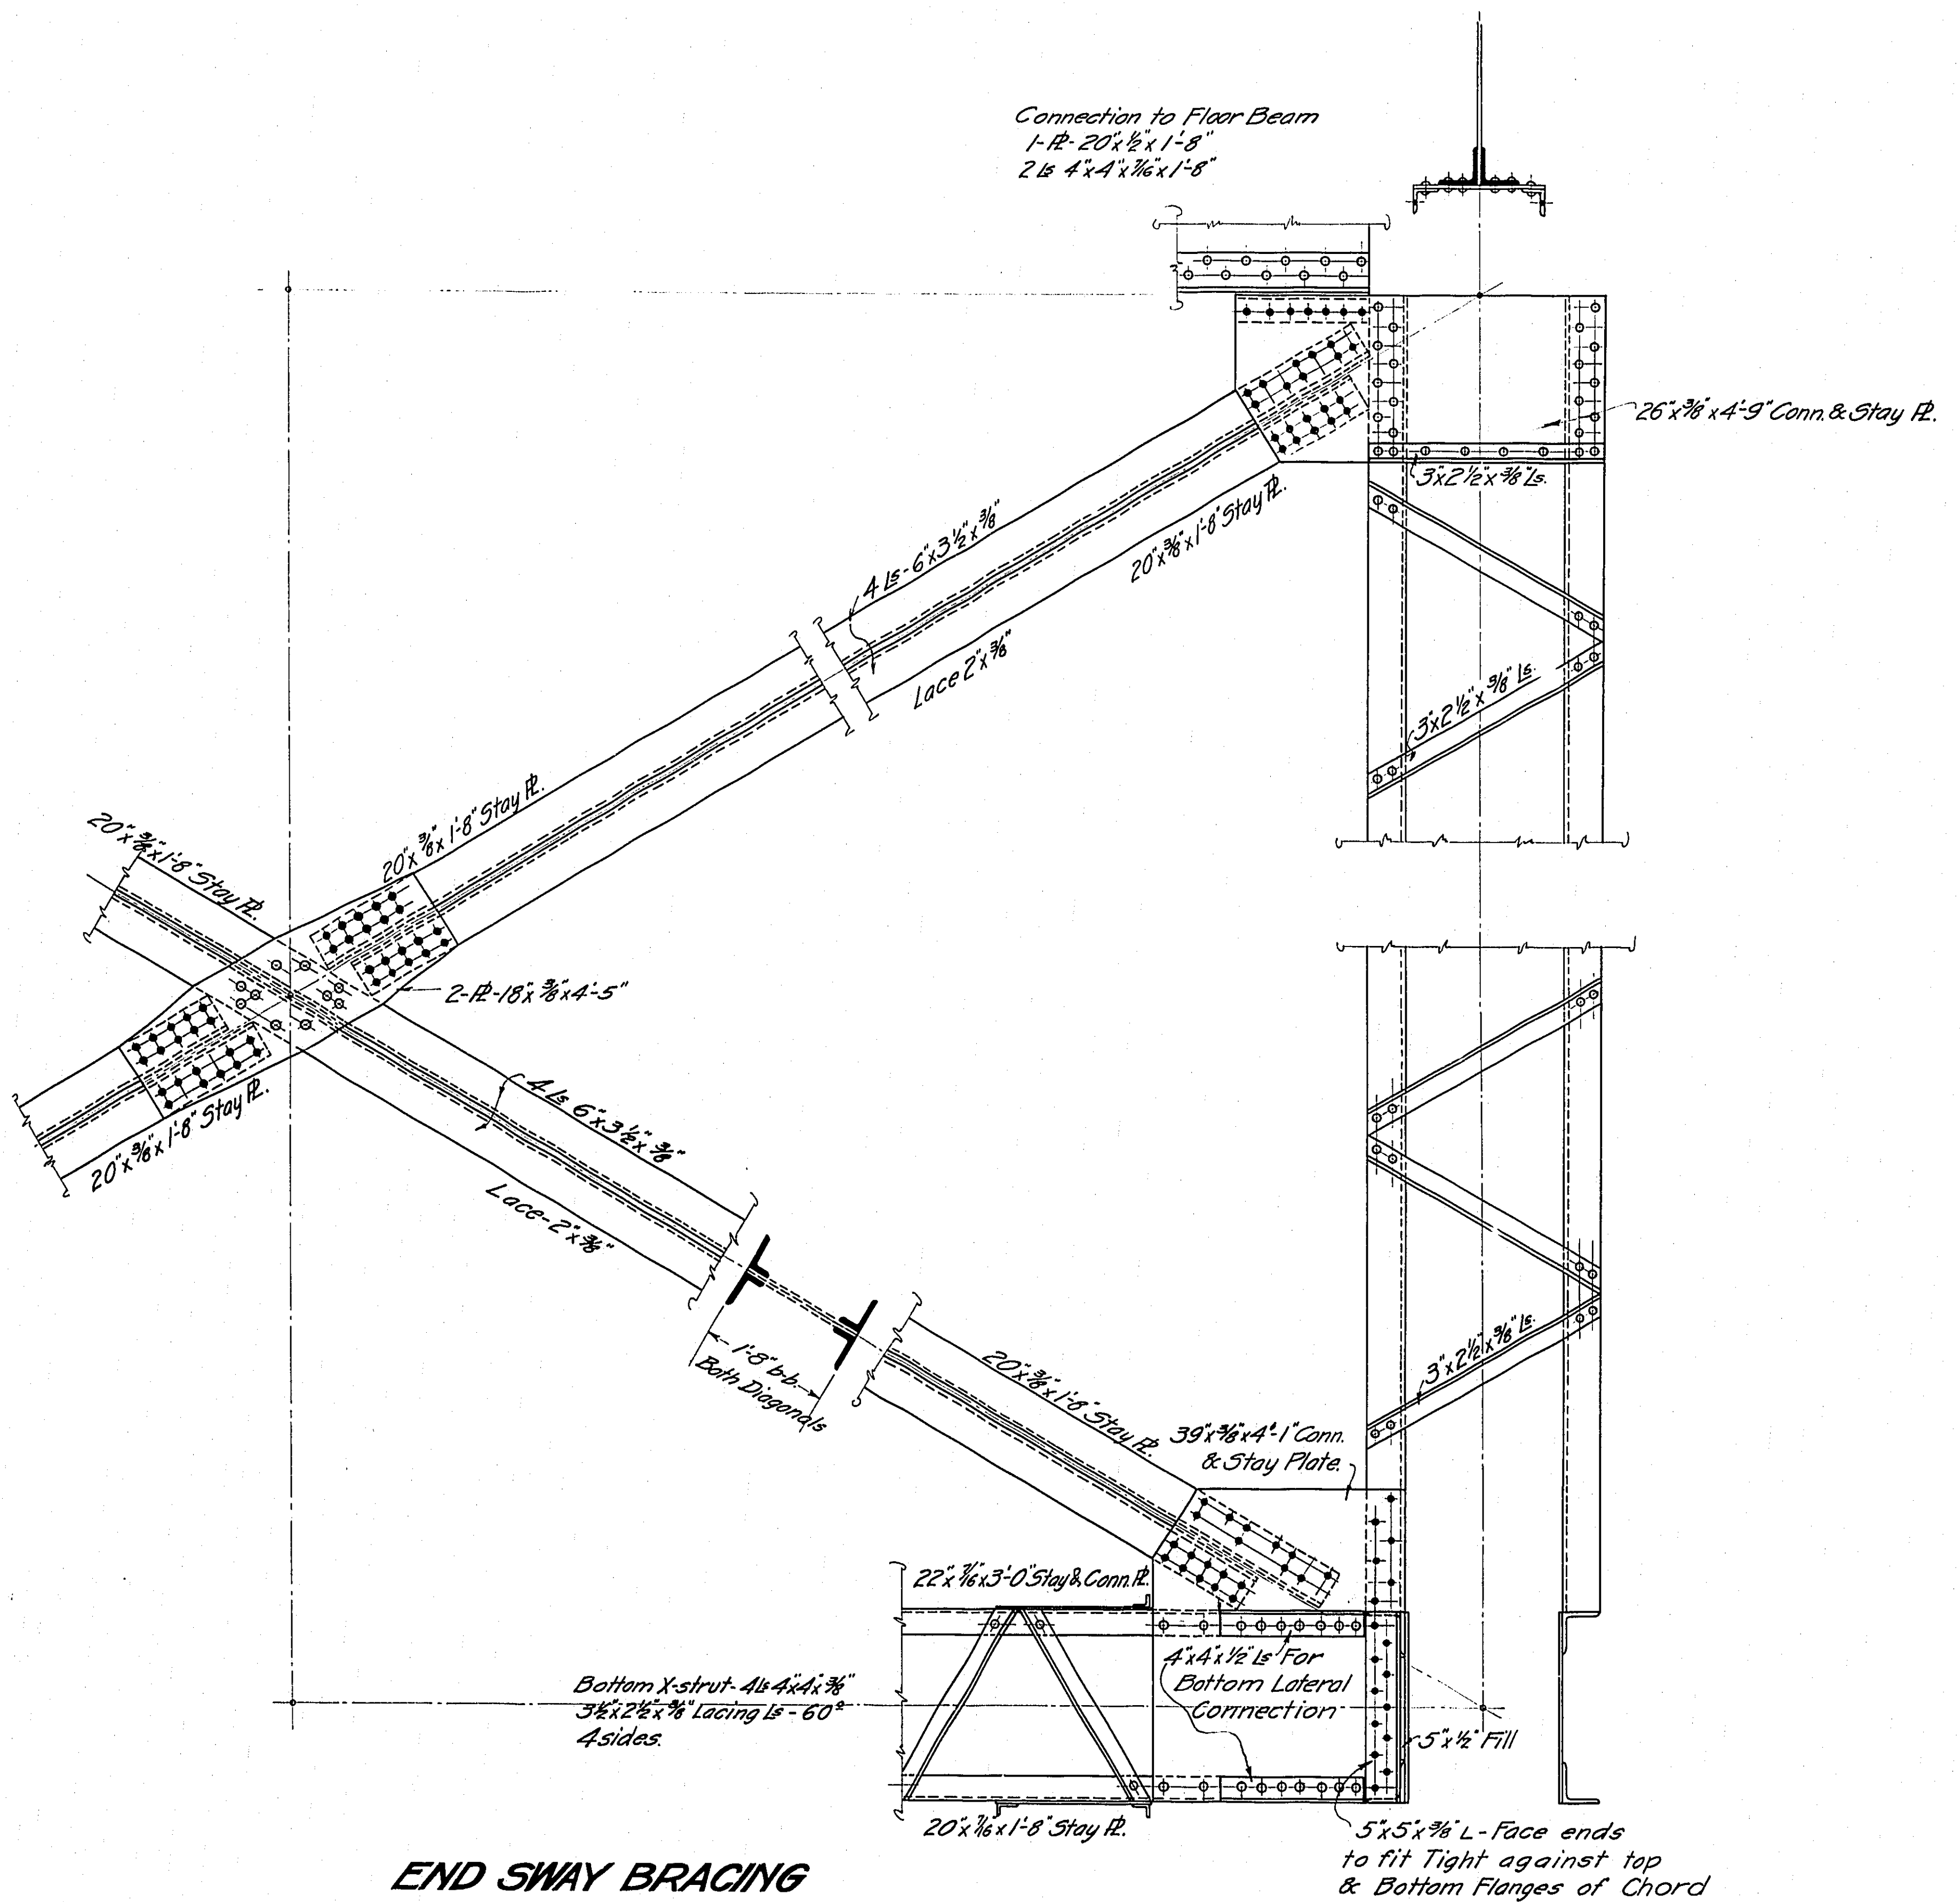 Connection to Floor Beam
1-PL-20"x½"x1'-8"
2 Ls 4"x4"x7/16"x1'-8"
26"x3/8"x4'-9" Conn. & Stay PL.
3"x2½"x3/8" Ls.
20"x3/8"x1'-8" Stay PL.
4 Ls-6"x3½"x3/8"
Lace 2"x3/8"
3"x2½"x3/8" Ls.
20"x3/8"x1'-8" Stay PL.
20"x3/8"x1'-8" Stay PL.
2-PL-18"x3/8"x4'-5"
20"x3/8"x1'-8" Stay PL.
4 Ls 6"x3½"x3/8"
Lace-2"x3/8"
1'-8" b-b.
Both Diagonals
20"x3/8"x1'-8" Stay PL.
3"x2½"x3/8" Ls.
39"x3/8"x4'-1" Conn.
& Stay Plate.
22"x7/16"x3'-0" Stay & Conn. PL.
4"x4"x½" Ls For
Bottom Lateral
Connection
Bottom X-strut-4Ls 4"x4"x3/8"
3½"x2½"x3/8" Lacing Ls-60°
4 sides.
5"x½" Fill
20"x7/16"x1'-8" Stay PL.
5"x5"x3/8" L-Face ends
to fit Tight against top
& Bottom Flanges of Chord
END SWAY BRACING